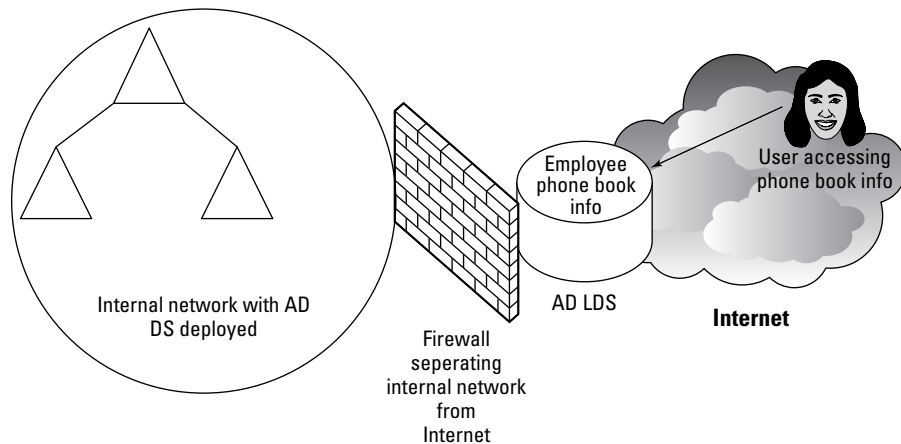 Internal network with AD
DS deployed
Firewall
seperating
internal network
from
Internet
Employee
phone book
info
AD LDS
User accessing
phone book info
Internet